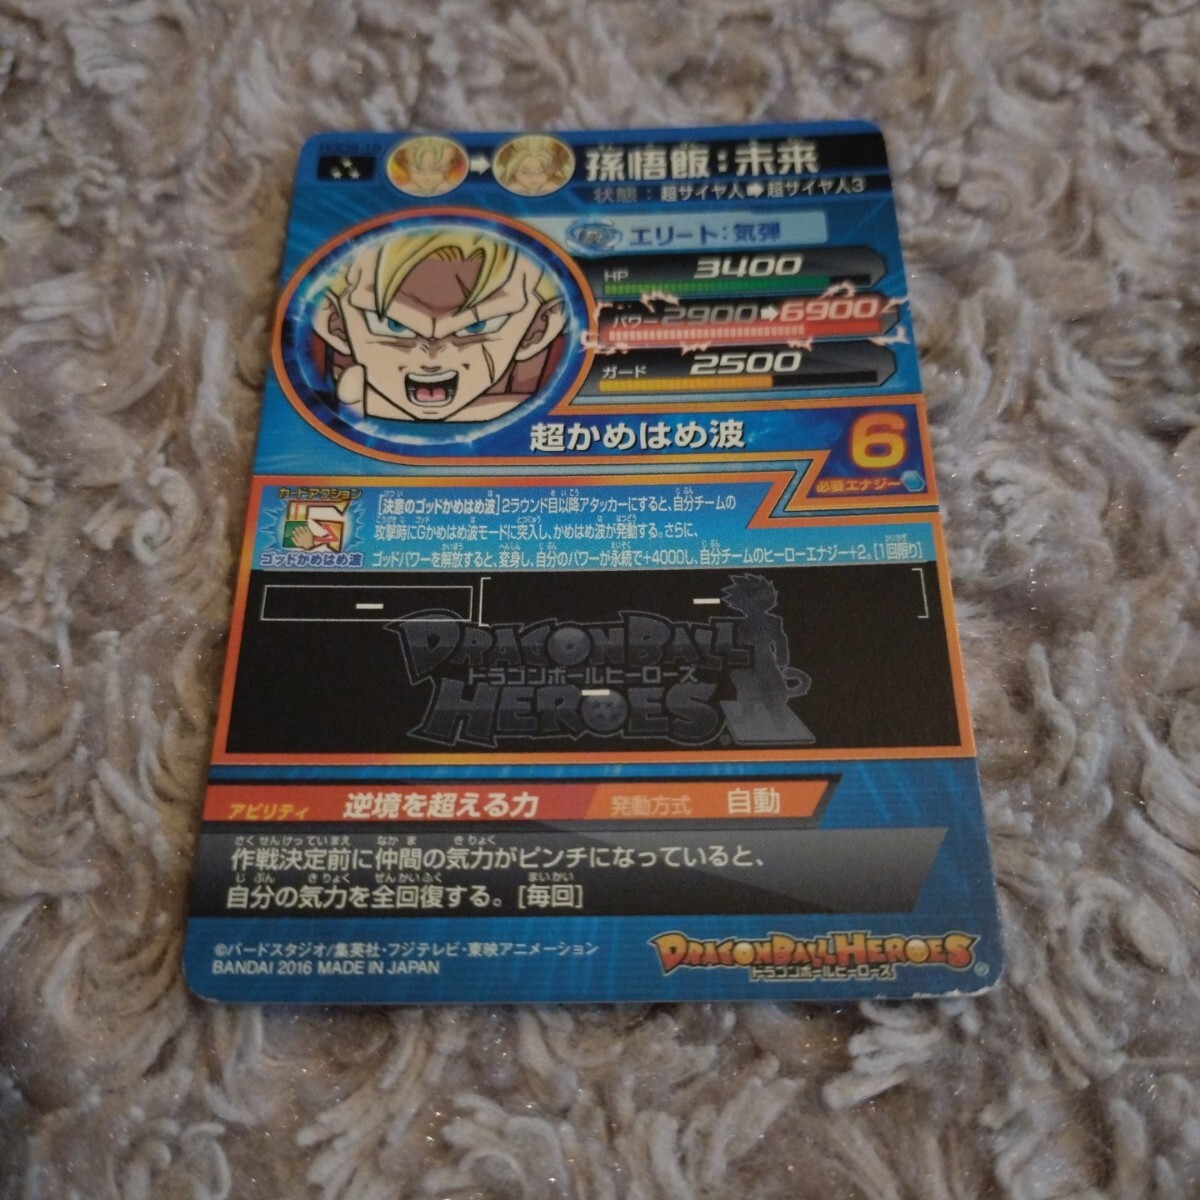 孫悟飯:未来
状態:超サイヤ人➡超サイヤ人3
エリート:気弾
HP 3400
パワー 2900➡6900
ガード 2500
超かめはめ波
6
必要エナジー
カードアクション
ゴッドかめはめ波
[決意のゴッドかめはめ波]2ラウンド目以降アタッカーにすると、自分チームの
攻撃時にGかめはめ波モードに突入し、かめはめ波が発動する。さらに、
ゴッドパワーを解放すると、変身し、自分のパワーが永続で+4000し、自分チームのヒーローエナジー+2。[1回限り]
ー
ー
ー
DRAGON BALL
ドラゴンボールヒーローズ
HEROES
アビリティ 逆境を超える力 発動方式 自動
作戦決定前に仲間の気力がピンチになっていると、
自分の気力を全回復する。[毎回]
©バードスタジオ/集英社・フジテレビ・東映アニメーション
BANDAI 2016 MADE IN JAPAN
DRAGON BALL HEROES
ドラゴンボールヒーローズ